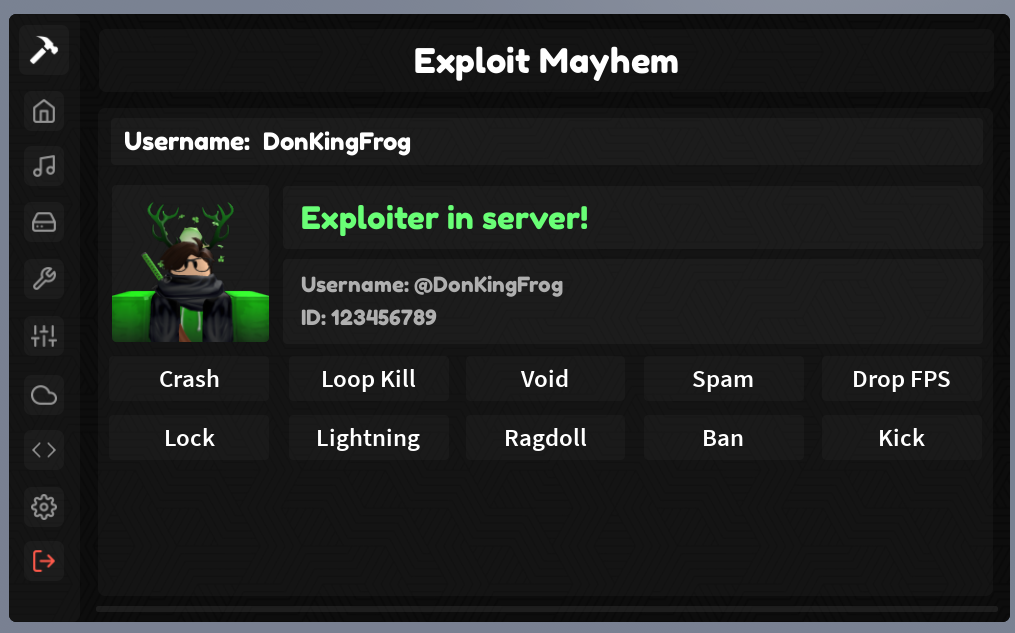 Exploit Mayhem
Username: DonKingFrog
Exploiter in server!
Username: @DonKingFrog
ID: 123456789
Crash Loop Kill Void Spam Drop FPS
Lock Lightning Ragdoll Ban Kick